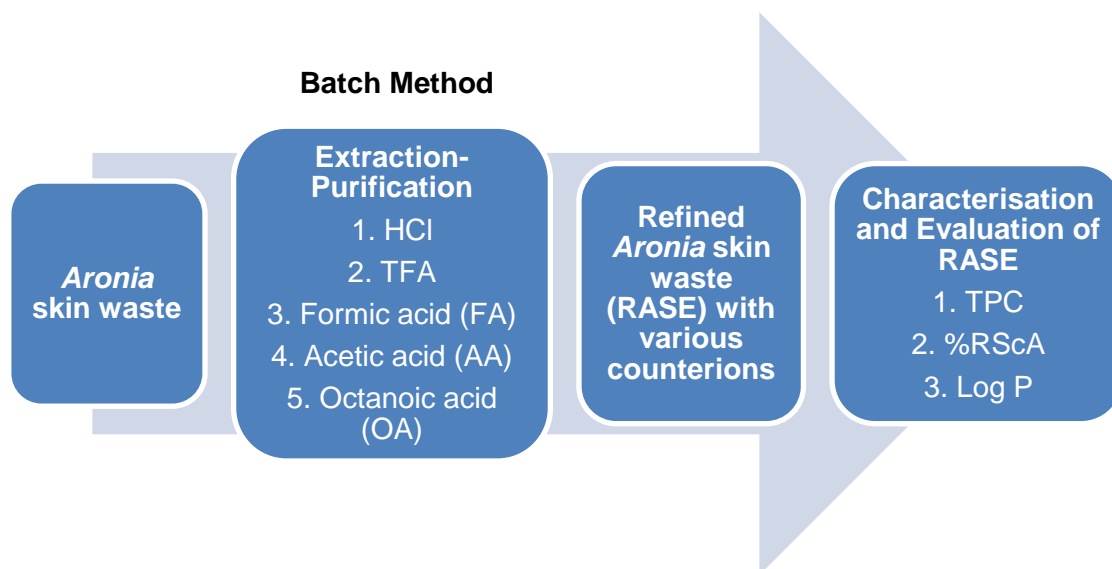 Batch Method
Aronia
skin waste
Extraction-
Purification
1. HCl
2. TFA
3. Formic acid (FA)
4. Acetic acid (AA)
5. Octanoic acid
(OA)
Refined
Aronia skin
waste
(RASE) with
various
counterions
Characterisation
and Evaluation of
RASE
1. TPC
2. %RScA
3. Log P